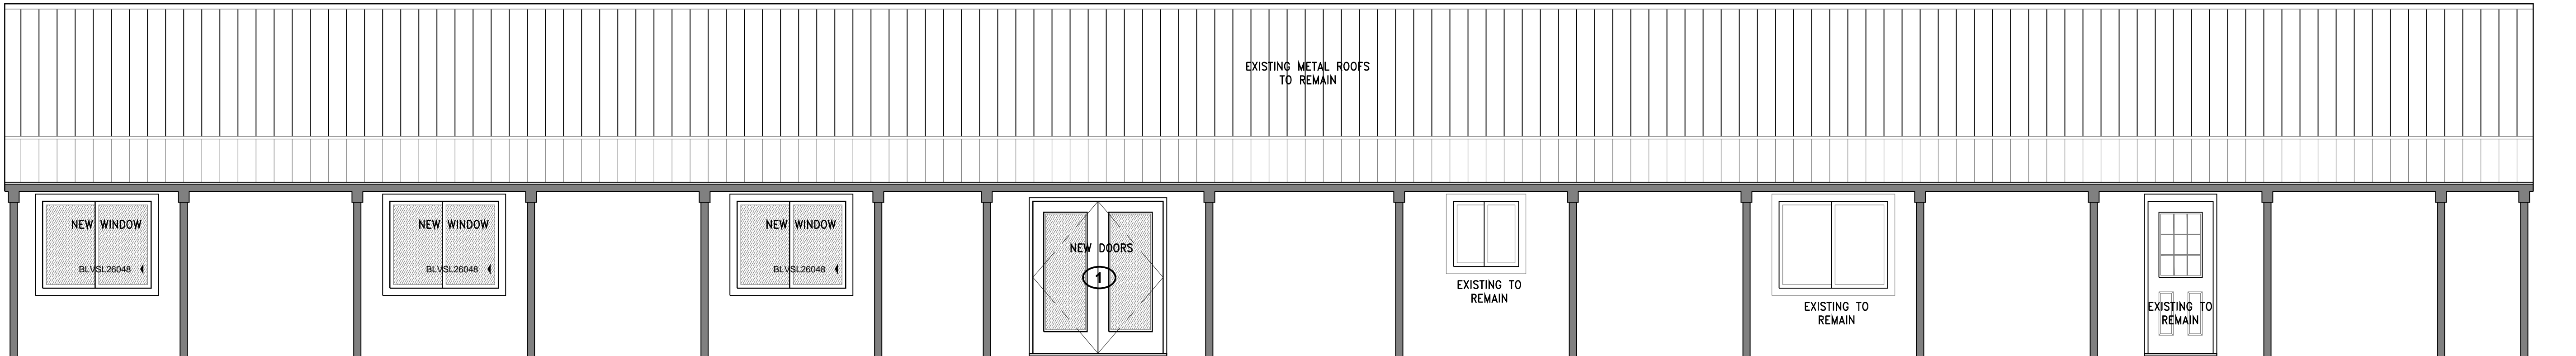 EXISTING METAL ROOFS
TO REMAIN
NEW WINDOW
BLVSL26048
NEW WINDOW
BLVSL26048
NEW WINDOW
BLVSL26048
NEW DOORS
1
EXISTING TO
REMAIN
EXISTING TO
REMAIN
EXISTING TO
REMAIN